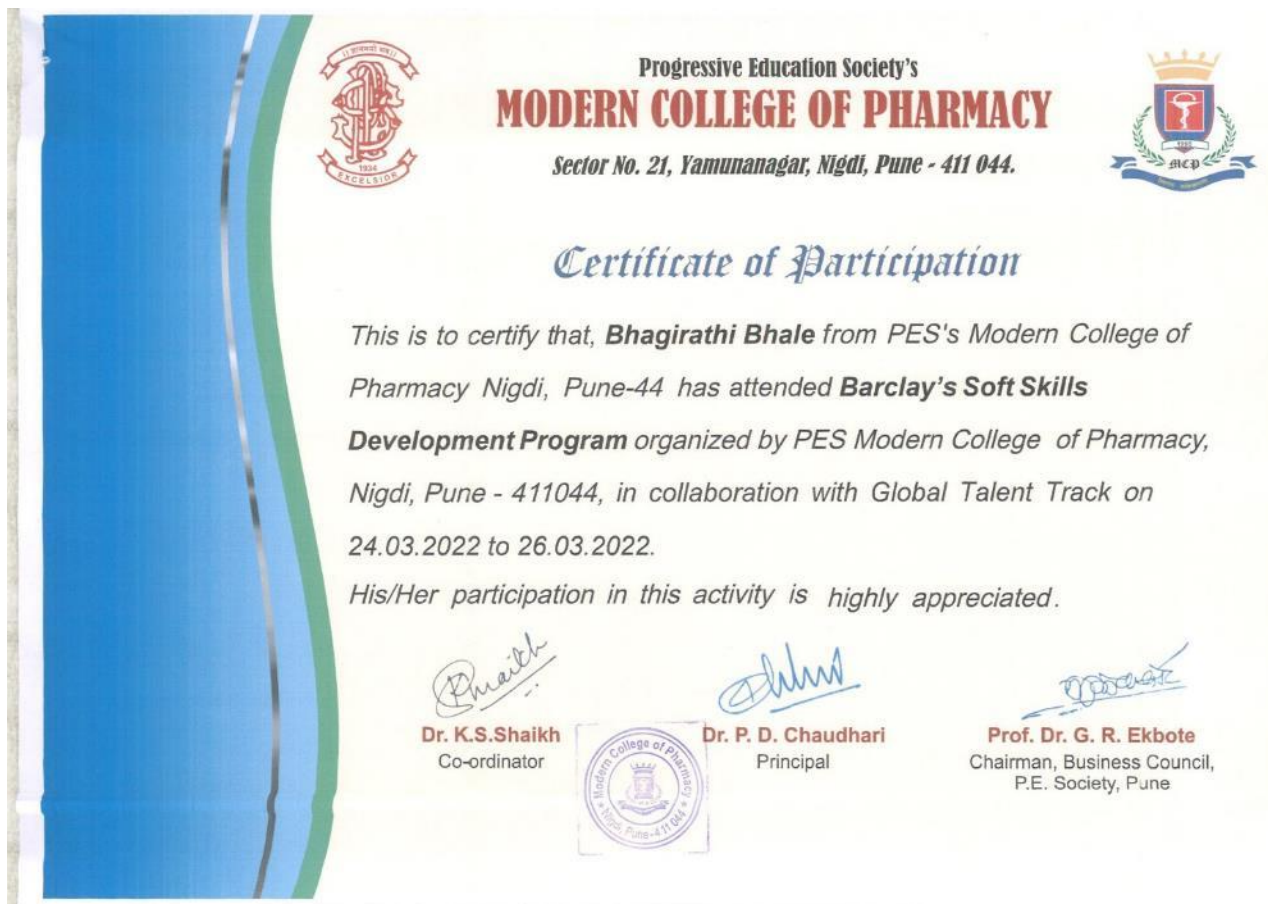 || ज्ञानमयो भव ||
1934
EXCELSIOR
Progressive Education Society's
MODERN COLLEGE OF PHARMACY
Sector No. 21, Yamunanagar, Nigdi, Pune - 411 044.
MCP
Certificate of Participation
This is to certify that, Bhagirathi Bhale from PES's Modern College of
Pharmacy Nigdi, Pune-44 has attended Barclay's Soft Skills
Development Program organized by PES Modern College of Pharmacy,
Nigdi, Pune - 411044, in collaboration with Global Talent Track on
24.03.2022 to 26.03.2022.
His/Her participation in this activity is highly appreciated.
Dr. K.S.Shaikh
Co-ordinator
Dr. P. D. Chaudhari
Principal
Prof. Dr. G. R. Ekbote
Chairman, Business Council,
P.E. Society, Pune
Modern College of Pharmacy
Nigdi, Pune-411 044